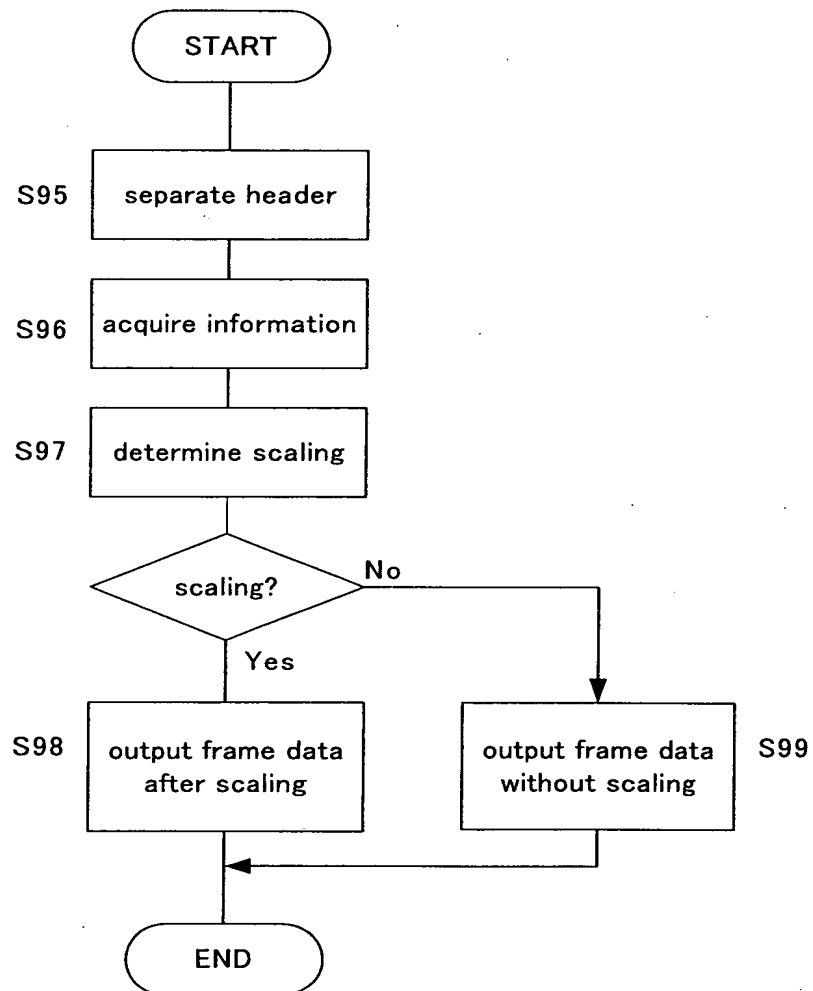 START
S95
separate header
S96
acquire information
S97
determine scaling
scaling?
No
Yes
S98
output frame data
after scaling
output frame data
without scaling
S99
END